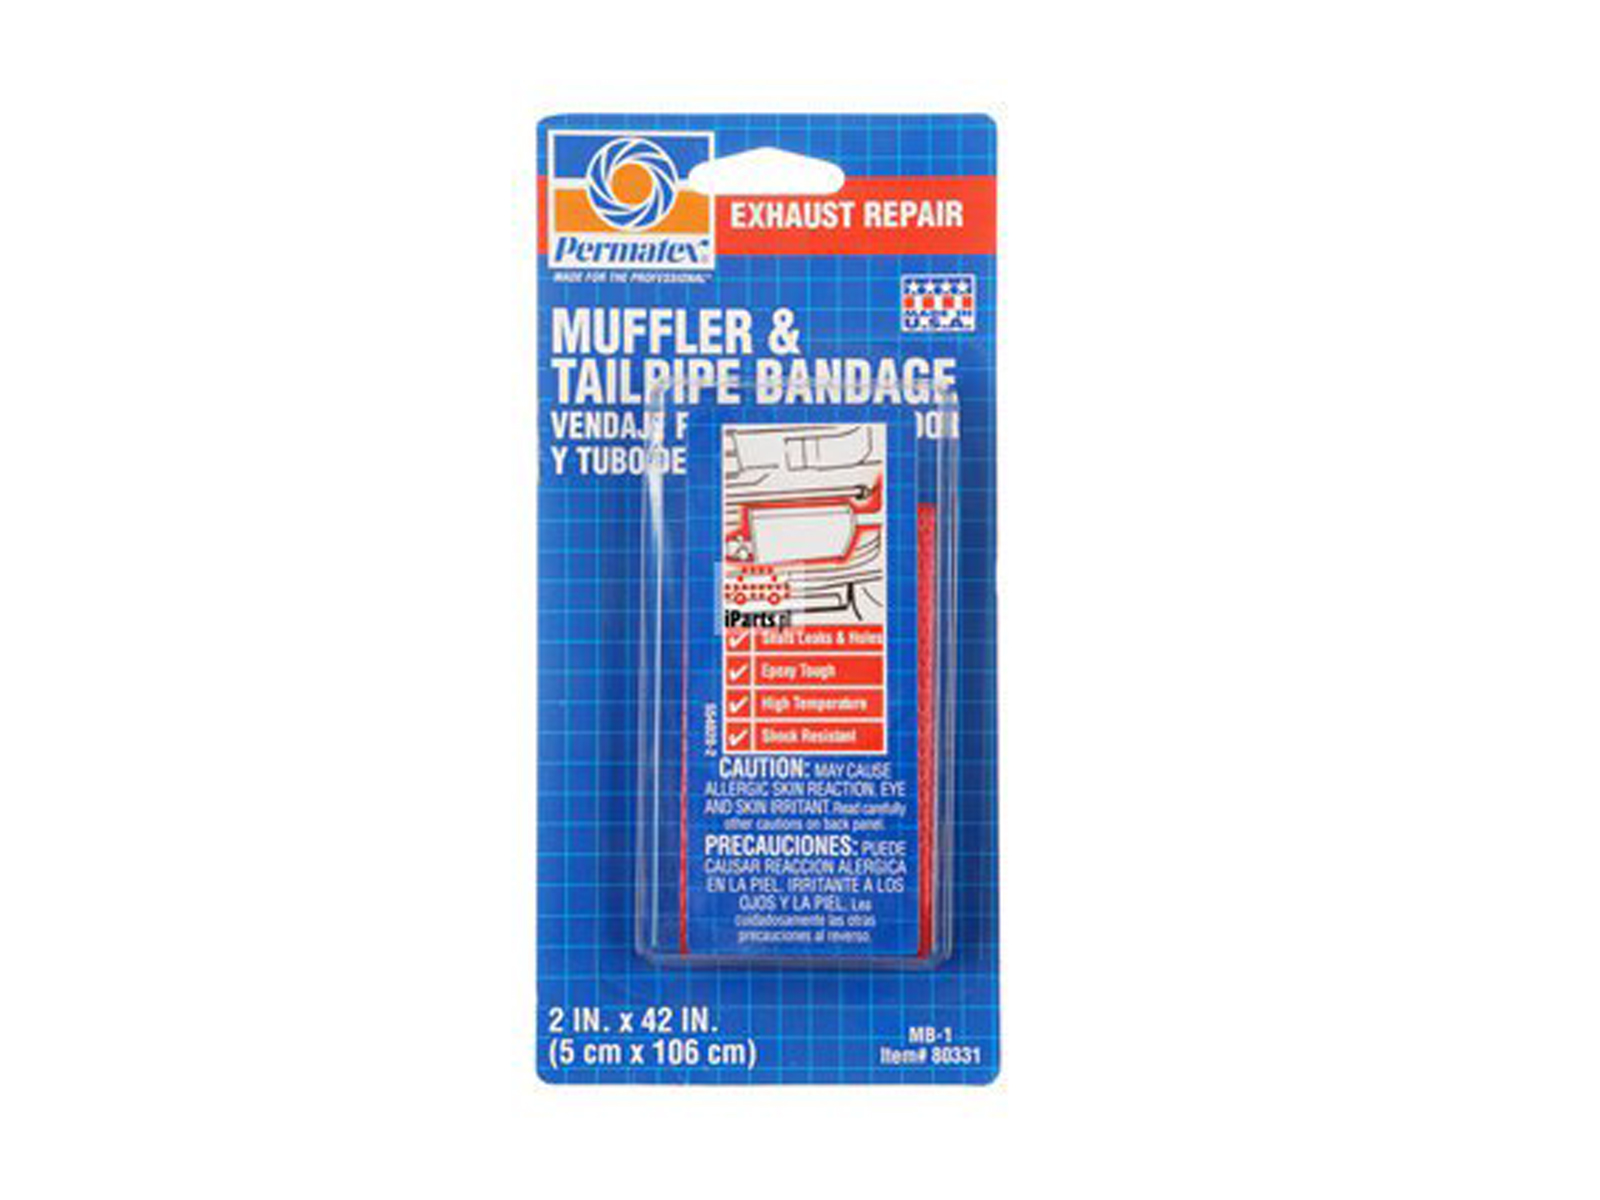 EXHAUST REPAIR
Permatex®
MADE FOR THE PROFESSIONAL™
MADE IN
U.S.A.
MUFFLER &
TAILPIPE BANDAGE
VENDAJE
Y TUBO DE
iParts.pl
Seals Leaks & Holes
Epoxy Tough
High Temperature
Shock Resistant
CAUTION: MAY CAUSE
ALLERGIC SKIN REACTION. EYE
AND SKIN IRRITANT. Read carefully
other cautions on back panel.
PRECAUCIONES: PUEDE
CAUSAR REACCION ALERGICA
EN LA PIEL. IRRITANTE A LOS
OJOS Y LA PIEL. Lea
cuidadosamente las otras
precauciones al reverso.
2 IN. x 42 IN.
(5 cm x 106 cm)
MB-1
Item# 80331